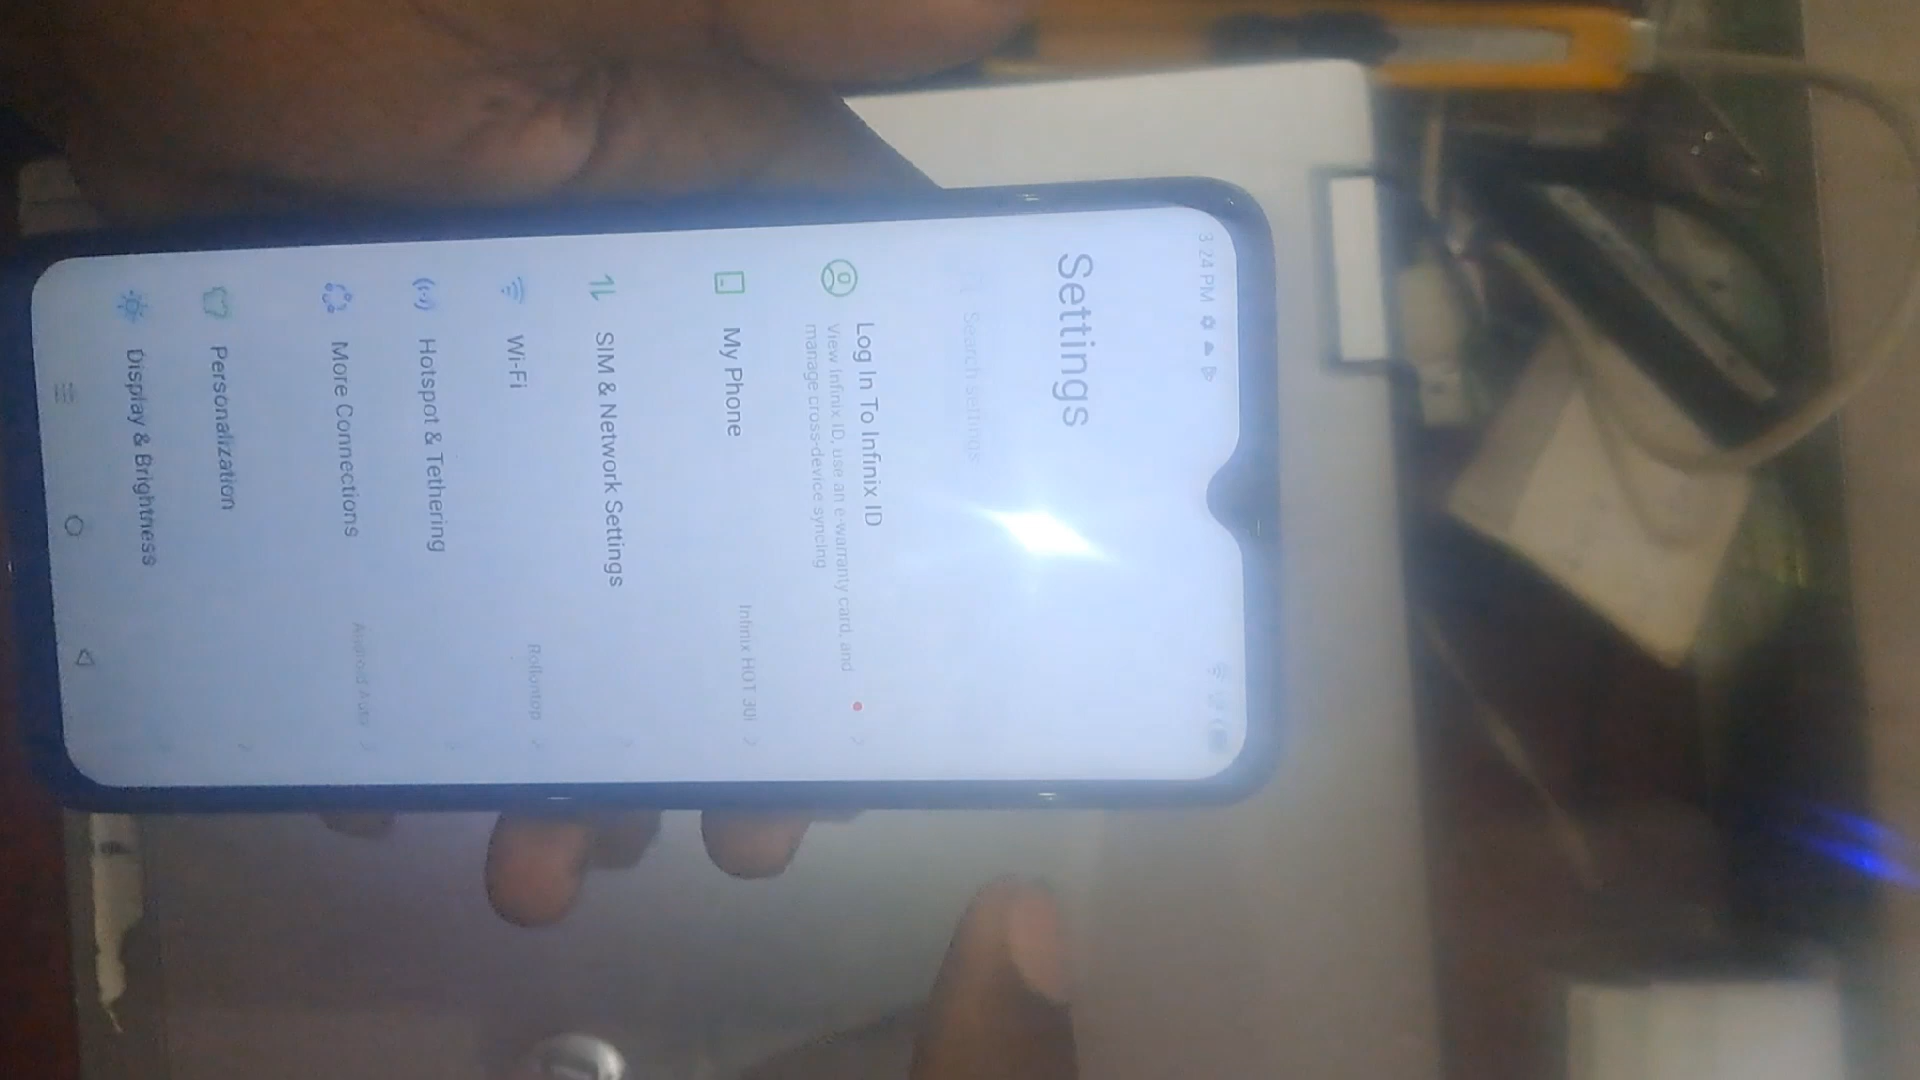 3:24 PM
Settings
Search settings
Log In To Infinix ID
View Infinix ID, use an e-warranty card, and
manage cross-device syncing
My Phone
Infinix HOT 30i
SIM & Network Settings
Wi-Fi
Hotspot & Tethering
More Connections
Android Auto
Personalization
Display & Brightness